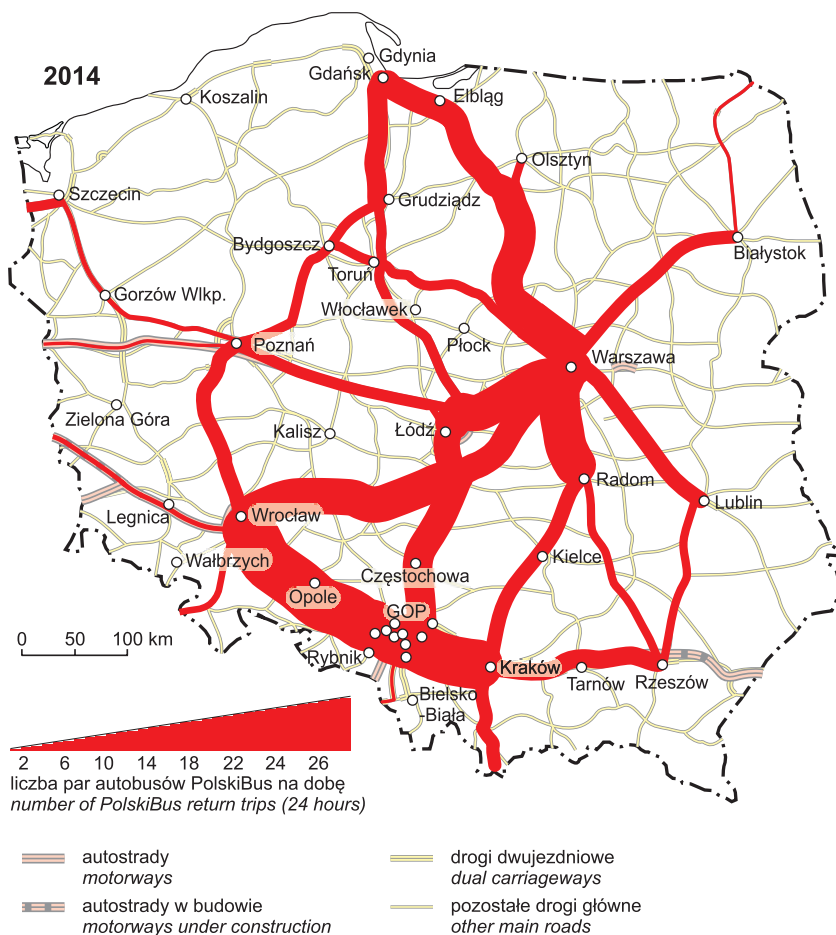 2014
Gdynia
Gdańsk
Koszalin
Elbląg
Olsztyn
Szczecin
Grudziądz
Bydgoszcz
Białystok
Toruń
Gorzów Wlkp.
Włocławek
Płock
Poznań
Warszawa
Zielona Góra
Kalisz
Łódź
Radom
Lublin
Legnica
Wrocław
Wałbrzych
Kielce
Częstochowa
Opole
GOP
0 50 100 km
Rybnik
Kraków
Tarnów
Rzeszów
Bielsko
-Biała
2 6 10 14 18 22 26
liczba par autobusów PolskiBus na dobę
number of PolskiBus return trips (24 hours)
autostrady
motorways
drogi dwujezdniowe
dual carriageways
autostrady w budowie
motorways under construction
pozostałe drogi główne
other main roads